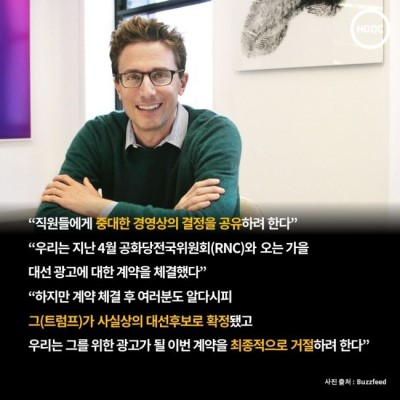 HOOC
“직원들에게 중대한 경영상의 결정을 공유하려 한다”
“우리는 지난 4월 공화당전국위원회(RNC)와 오는 가을
대선 광고에 대한 계약을 체결했다”
“하지만 계약 체결 후 여러분도 알다시피
그(트럼프)가 사실상의 대선후보로 확정됐고
우리는 그를 위한 광고가 될 이번 계약을 최종적으로 거절하려 한다”
사진 출처 : Buzzfeed